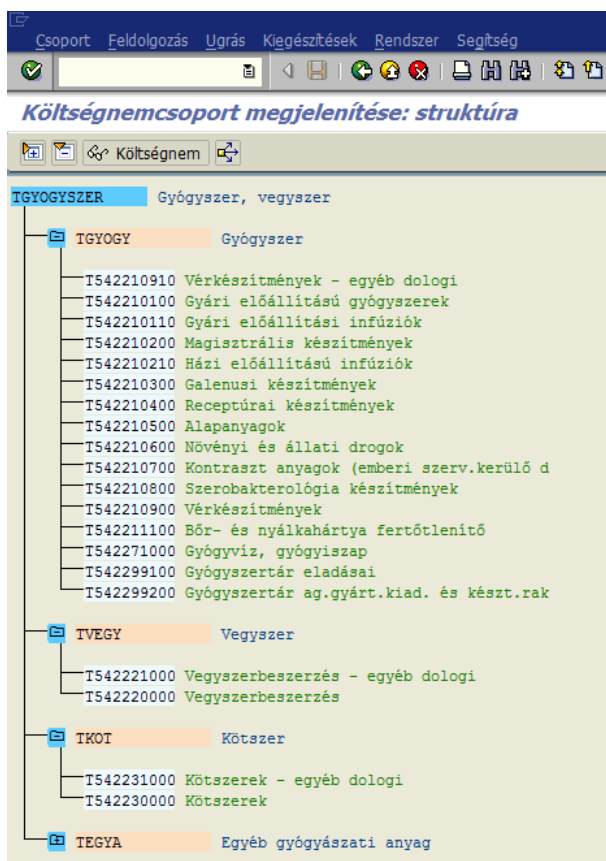 Csoport Feldolgozás Ugrás Kiegészítések Rendszer Segítség
Költségnemcsoport megjelenítése: struktúra
Költségnem
TGYOGYSZER Gyógyszer, vegyszer
TGYOGY Gyógyszer
T542210910 Vérkészítmények - egyéb dologi
T542210100 Gyári előállítású gyógyszerek
T542210110 Gyári előállítási infúziók
T542210200 Magisztrális készítmények
T542210210 Házi előállítású infúziók
T542210300 Galenusi készítmények
T542210400 Receptúrai készítmények
T542210500 Alapanyagok
T542210600 Növényi és állati drogok
T542210700 Kontraszt anyagok (emberi szerv.kerülő d
T542210800 Szerobakterológia készítmények
T542210900 Vérkészítmények
T542211100 Bőr- és nyálkahártya fertőtlenítő
T542271000 Gyógyvíz, gyógyiszap
T542299100 Gyógyszertár eladásai
T542299200 Gyógyszertár ag.gyárt.kiad. és készt.rak
TVEGY Vegyszer
T542221000 Vegyszerbeszerzés - egyéb dologi
T542220000 Vegyszerbeszerzés
TKOT Kötszer
T542231000 Kötszerek - egyéb dologi
T542230000 Kötszerek
TEGYA Egyéb gyógyászati anyag